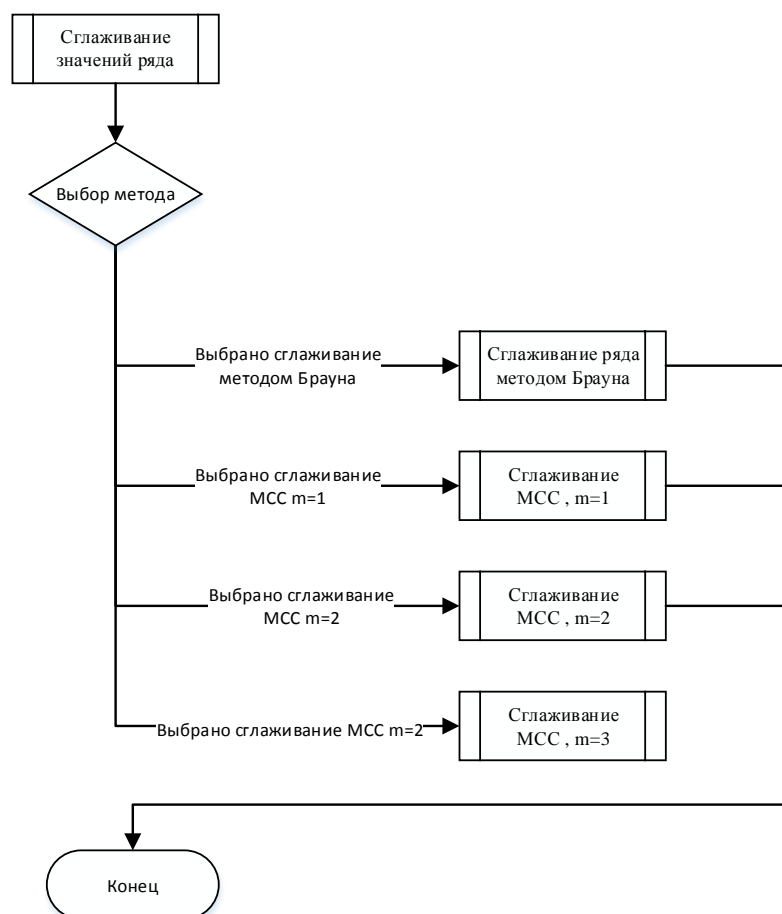 Сглаживание
значений ряда
Выбор метода
Выбрано сглаживание
методом Брауна
Сглаживание ряда
методом Брауна
Выбрано сглаживание
МСС m=1
Сглаживание
МСС , m=1
Выбрано сглаживание
МСС m=2
Сглаживание
МСС , m=2
Выбрано сглаживание МСС m=2
Сглаживание
МСС , m=3
Конец